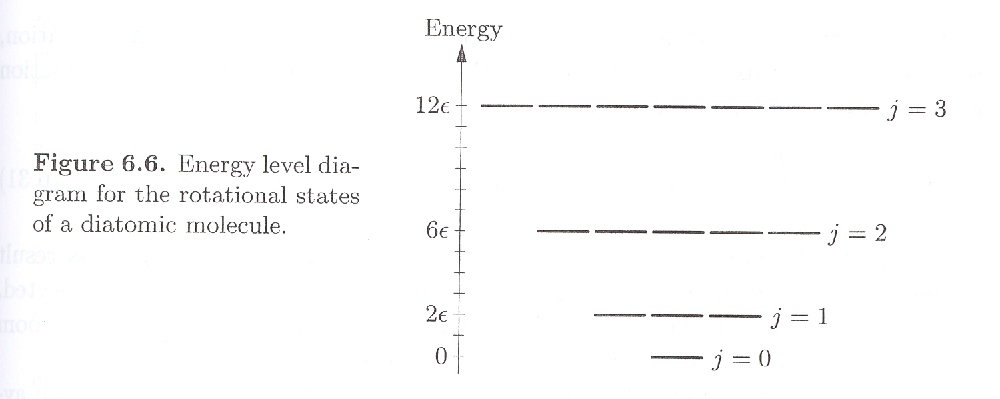 Energy
12ϵ
j = 3
Figure 6.6. Energy level dia-
gram for the rotational states
of a diatomic molecule.
6ϵ
j = 2
2ϵ
j = 1
0
j = 0